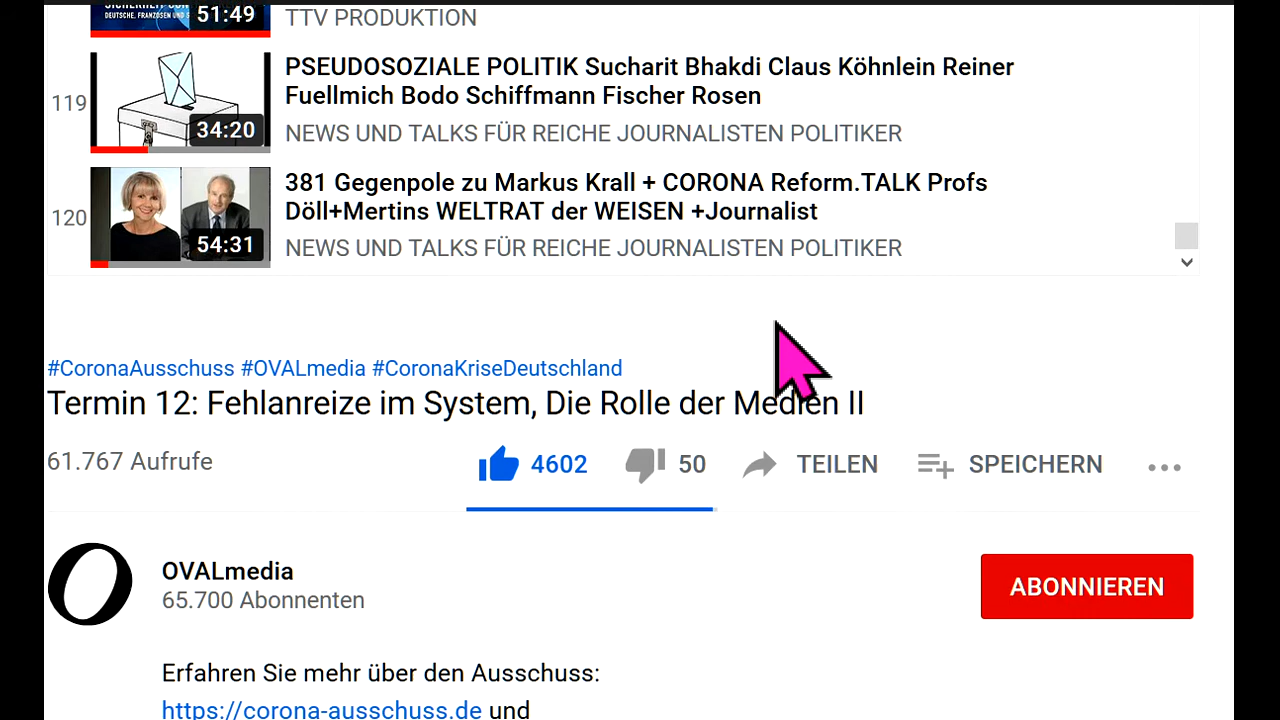 DEUTSCHE, FRANZOSEN UND
51:49
TTV PRODUKTION
119
34:20
PSEUDOSOZIALE POLITIK Sucharit Bhakdi Claus Köhnlein Reiner
Fuellmich Bodo Schiffmann Fischer Rosen
NEWS UND TALKS FÜR REICHE JOURNALISTEN POLITIKER
120
54:31
381 Gegenpole zu Markus Krall + CORONA Reform.TALK Profs
Döll+Mertins WELTRAT der WEISEN +Journalist
NEWS UND TALKS FÜR REICHE JOURNALISTEN POLITIKER
#CoronaAusschuss #OVALmedia #CoronaKriseDeutschland
Termin 12: Fehlanreize im System, Die Rolle der Medien II
61.767 Aufrufe 4602 50 TEILEN SPEICHERN
OVALmedia
65.700 Abonnenten
ABONNIEREN
Erfahren Sie mehr über den Ausschuss:
https://corona-ausschuss.de und